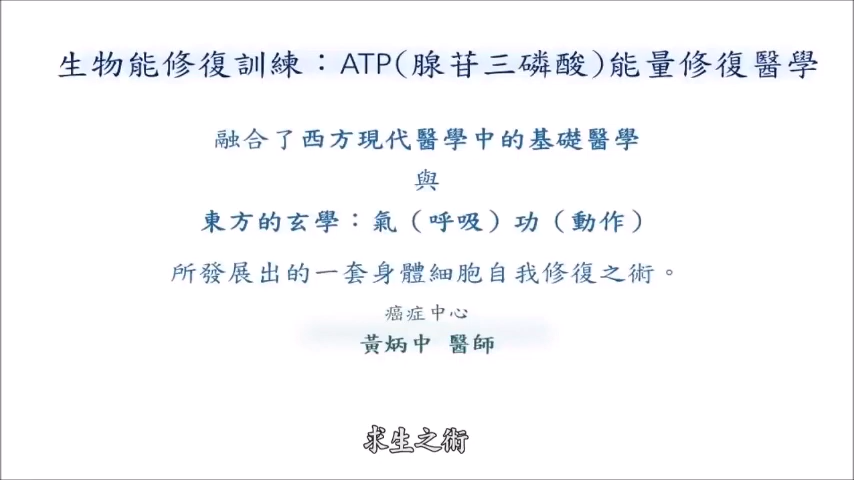 生物能修復訓練：ATP(腺苷三磷酸)能量修復醫學
融合了西方現代醫學中的基礎醫學
與
東方的玄學：氣（呼吸）功（動作）
所發展出的一套身體細胞自我修復之術。
癌症中心
黃炳中 醫師
求生之術